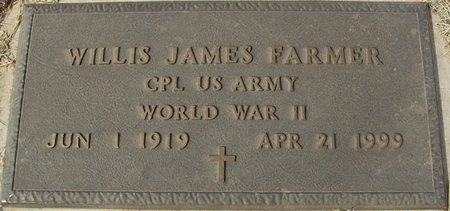 WILLIS JAMES FARMER
CPL US ARMY
WORLD WAR II
JUN 1 1919 APR 21 1999